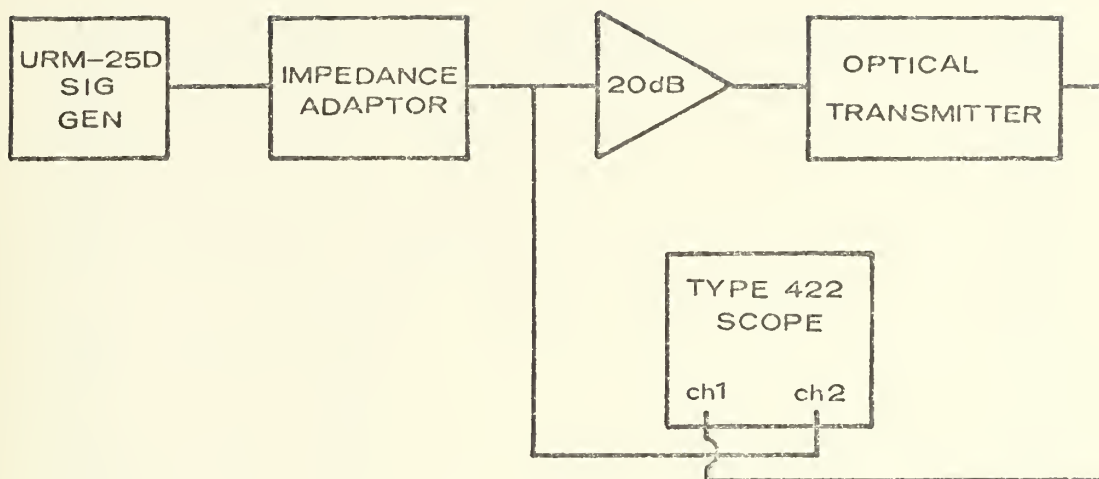 URM-25D
SIG
GEN
IMPEDANCE
ADAPTOR
20dB
OPTICAL
TRANSMITTER
TYPE 422
SCOPE
ch1 ch2